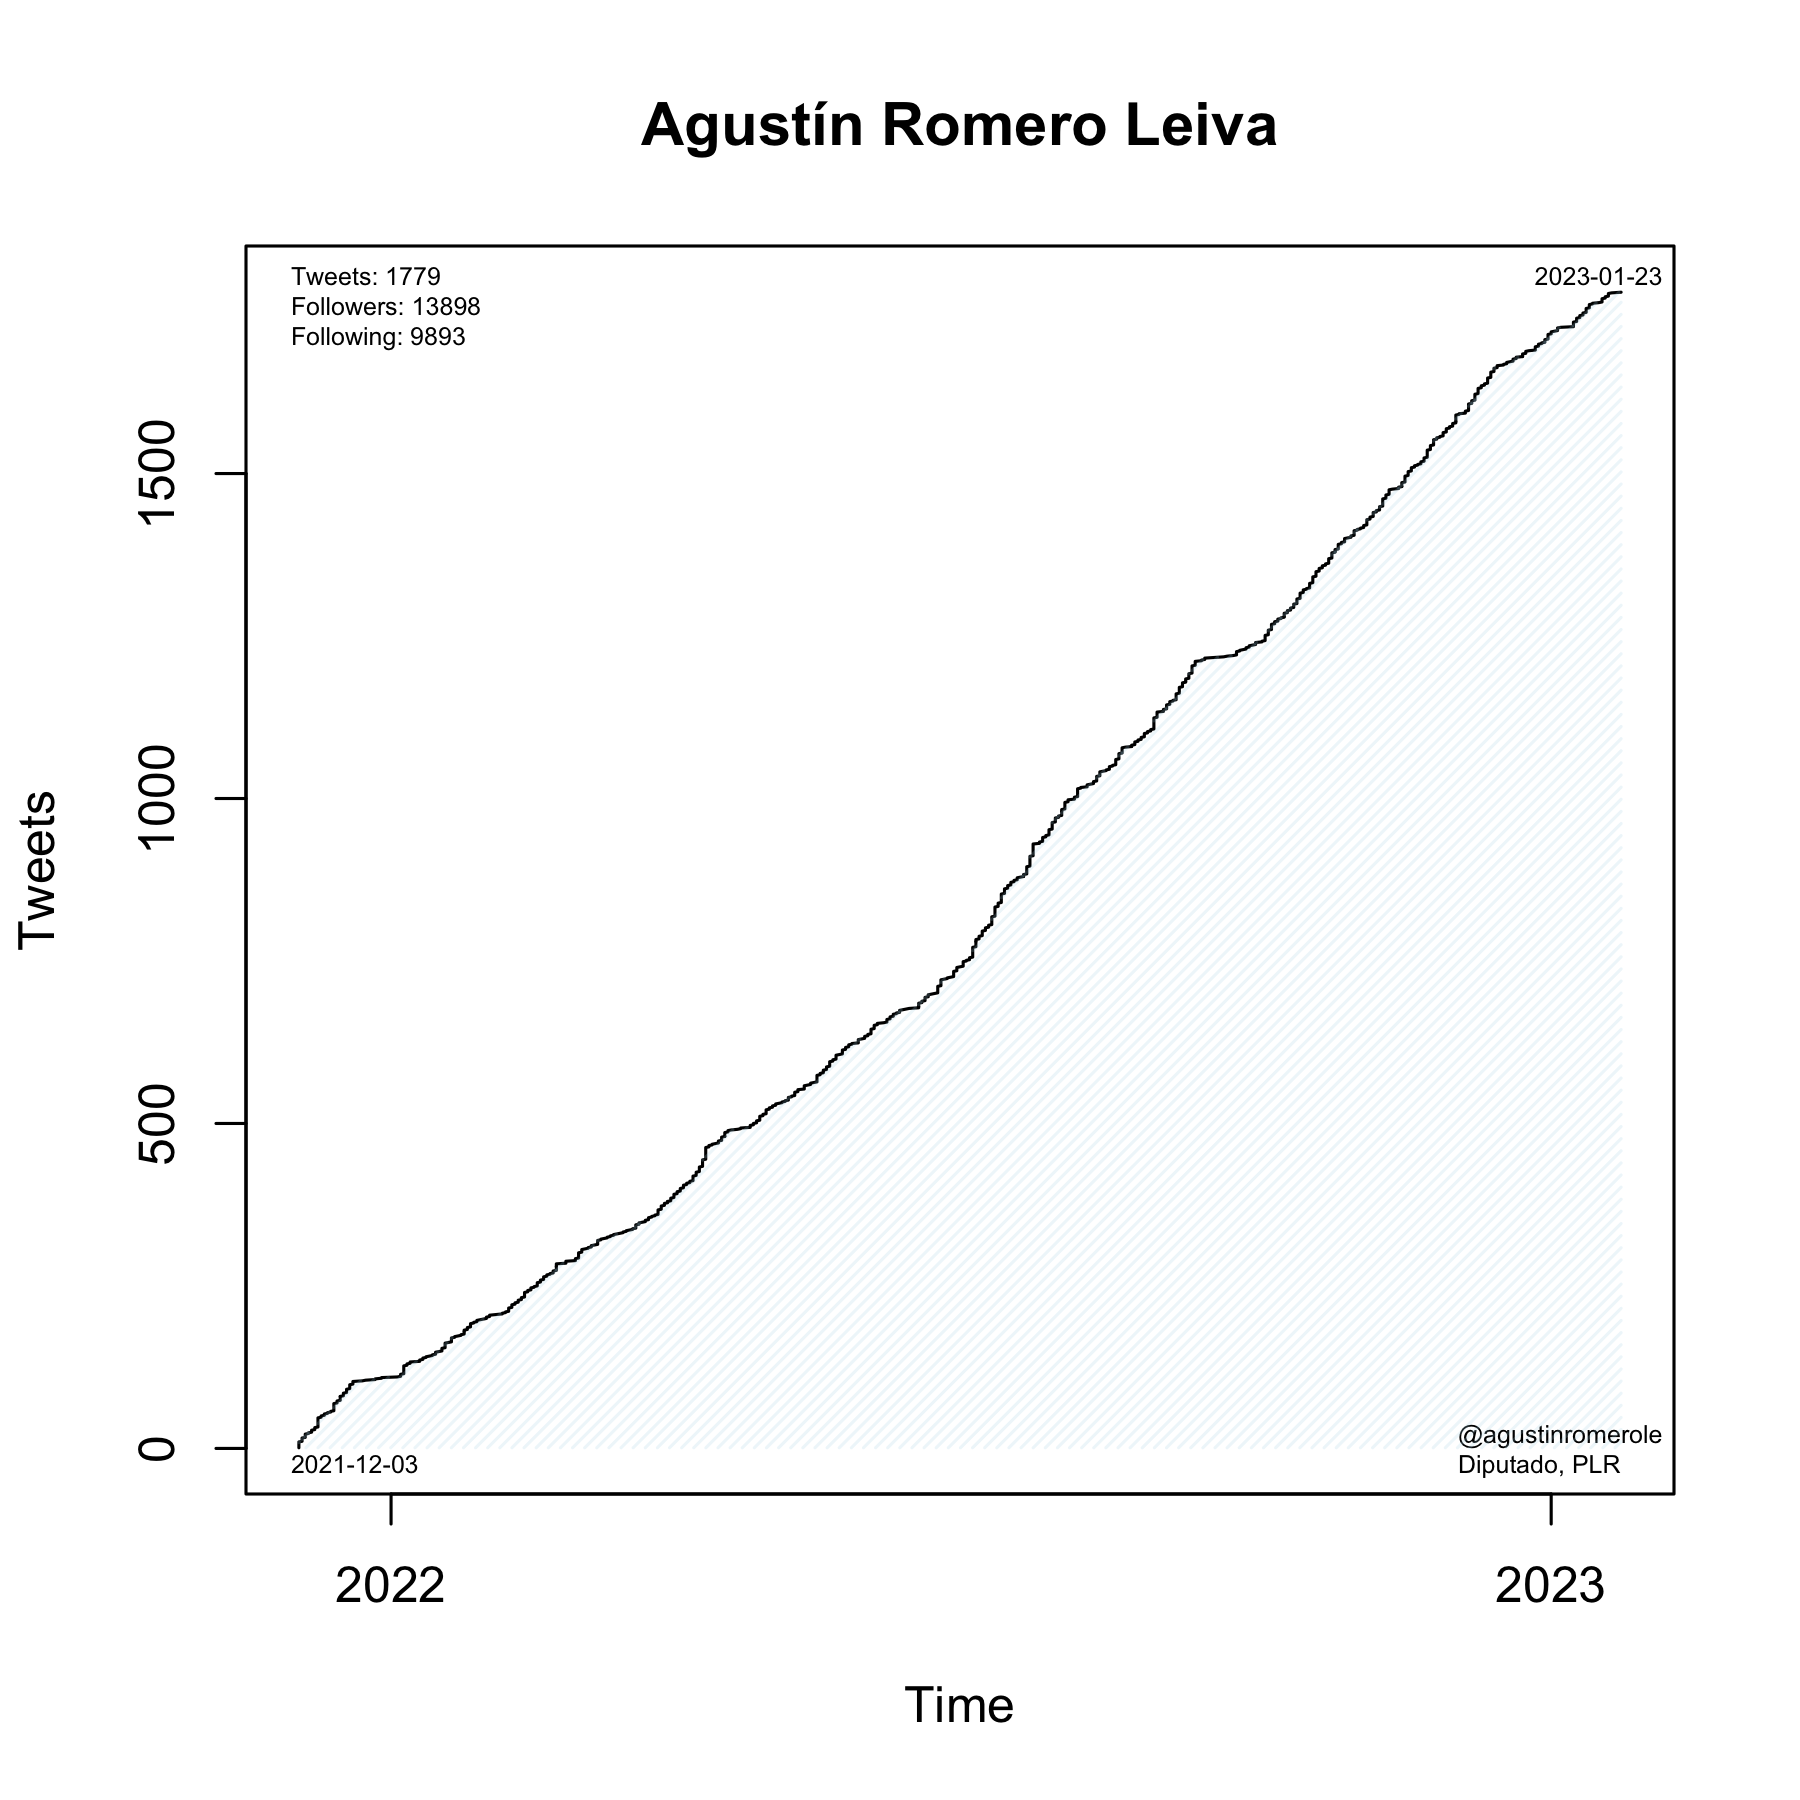 Agustín Romero Leiva
Tweets: 1779
Followers: 13898
Following: 9893
2023-01-23
1500
1000
500
0
Tweets
@agustinromerole
Diputado, PLR
2021-12-03
2022
2023
Time